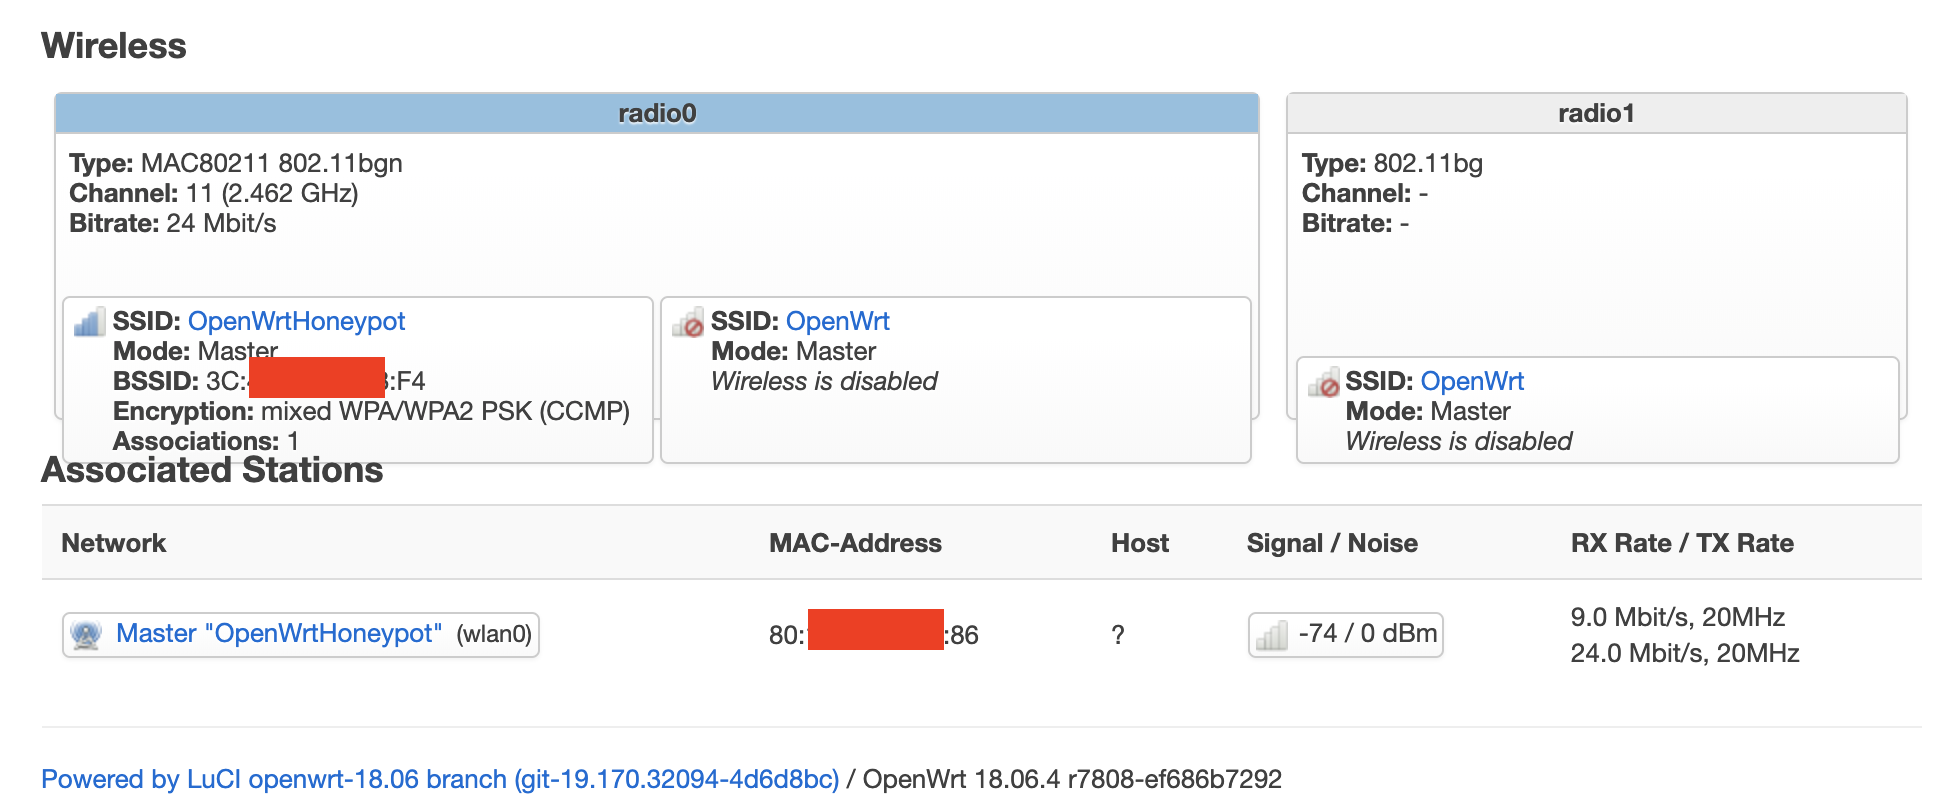 Wireless
radio0
Type: MAC80211 802.11bgn
Channel: 11 (2.462 GHz)
Bitrate: 24 Mbit/s
SSID: OpenWrtHoneypot
Mode: Master
BSSID: 3C: :F4
Encryption: mixed WPA/WPA2 PSK (CCMP)
Associations: 1
SSID: OpenWrt
Mode: Master
Wireless is disabled
radio1
Type: 802.11bg
Channel: -
Bitrate: -
SSID: OpenWrt
Mode: Master
Wireless is disabled
Associated Stations
Network MAC-Address Host Signal / Noise RX Rate / TX Rate
Master "OpenWrtHoneypot" (wlan0) 80: :86 ? -74 / 0 dBm 9.0 Mbit/s, 20MHz
24.0 Mbit/s, 20MHz
Powered by LuCI openwrt-18.06 branch (git-19.170.32094-4d6d8bc) / OpenWrt 18.06.4 r7808-ef686b7292